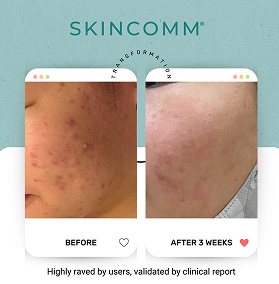 SKINCOMM®
TRANSFORMATION
BEFORE
AFTER 3 WEEKS
Highly raved by users, validated by clinical report